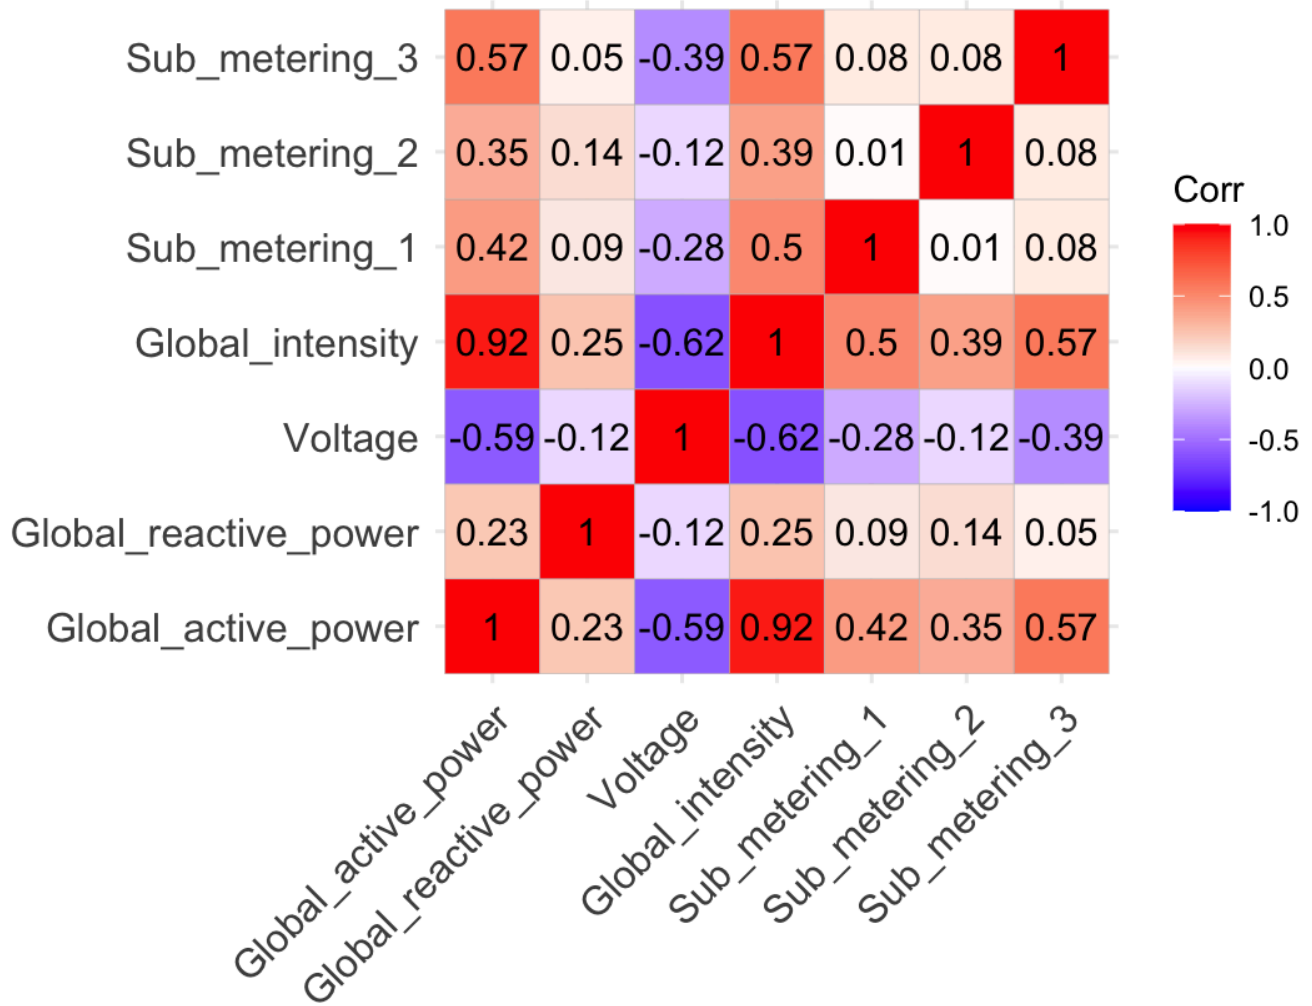 Sub_metering_3 0.57 0.05 -0.39 0.57 0.08 0.08 1
Sub_metering_2 0.35 0.14 -0.12 0.39 0.01 1 0.08
Sub_metering_1 0.42 0.09 -0.28 0.5 1 0.01 0.08
Global_intensity 0.92 0.25 -0.62 1 0.5 0.39 0.57
Voltage -0.59 -0.12 1 -0.62 -0.28 -0.12 -0.39
Global_reactive_power 0.23 1 -0.12 0.25 0.09 0.14 0.05
Global_active_power 1 0.23 -0.59 0.92 0.42 0.35 0.57
Global_active_power
Global_reactive_power
Voltage
Global_intensity
Sub_metering_1
Sub_metering_2
Sub_metering_3
Corr
1.0
0.5
0.0
-0.5
-1.0